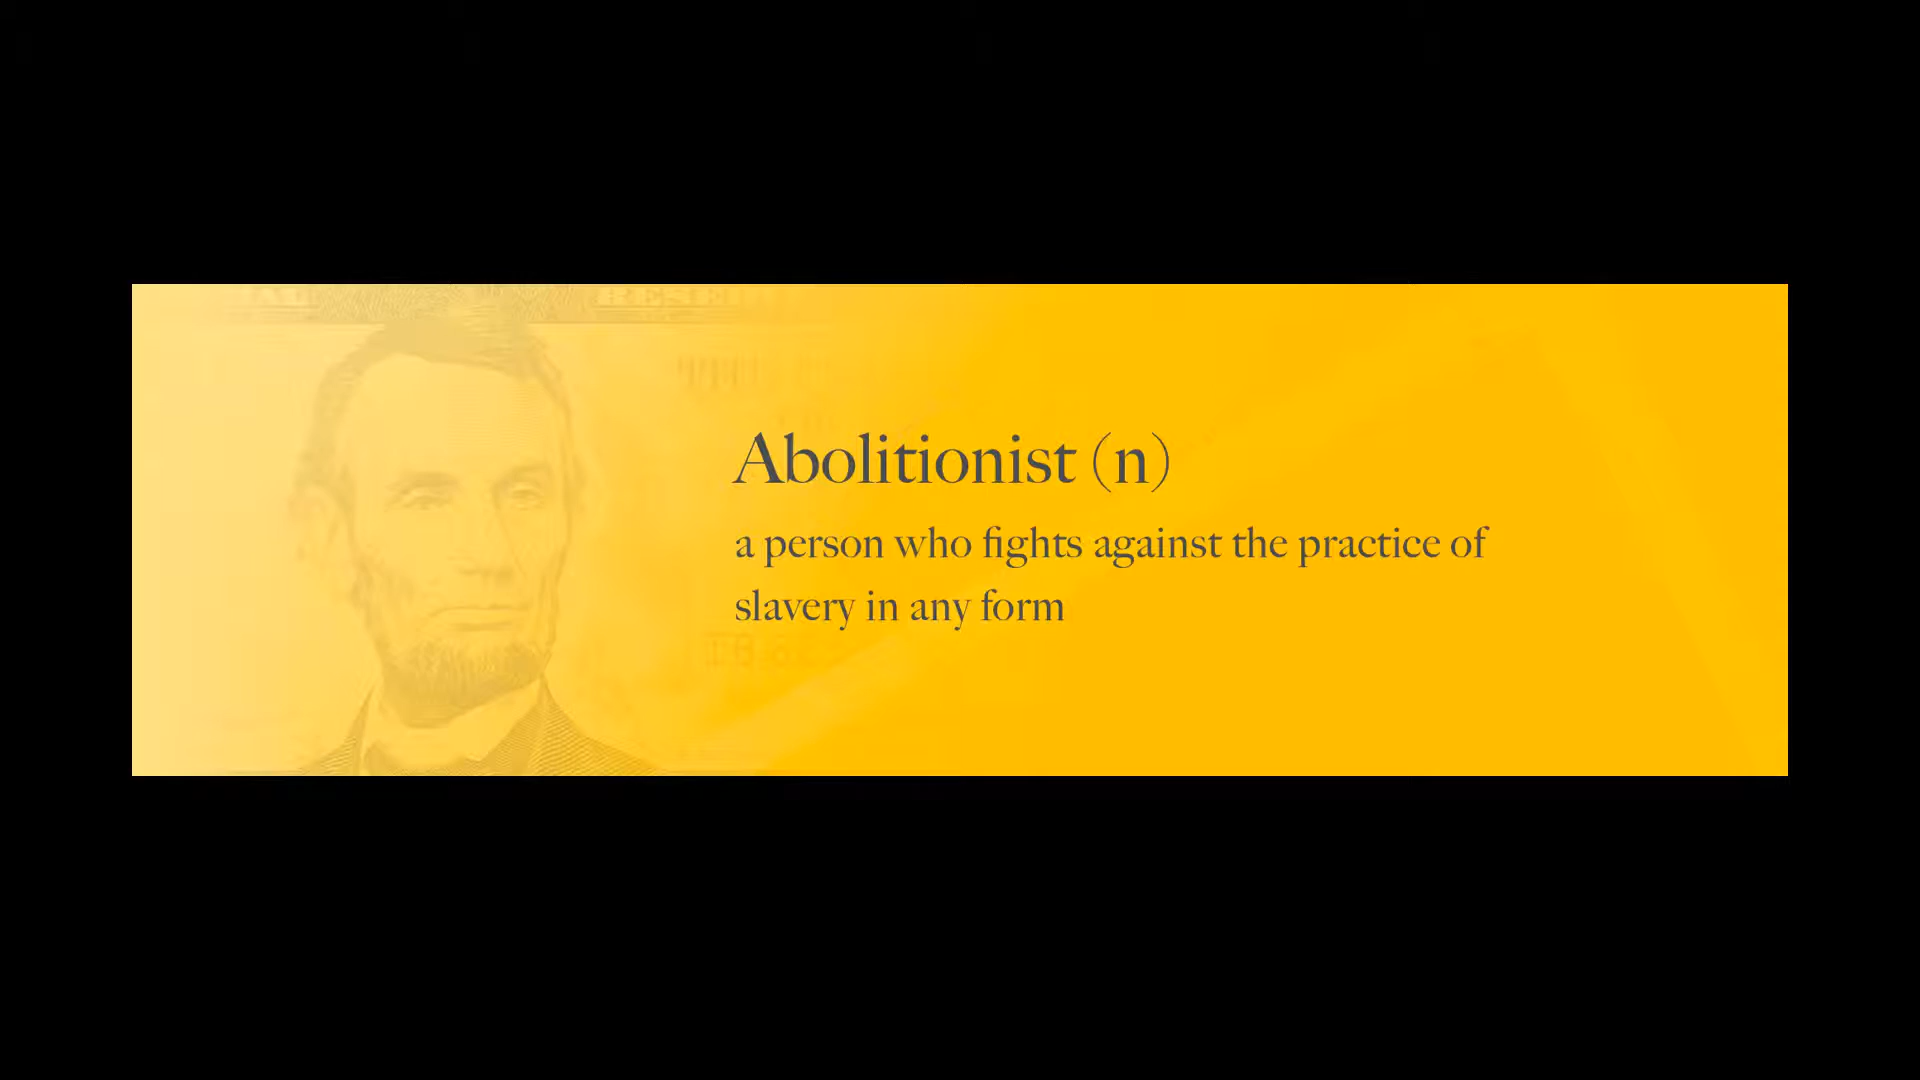 Abolitionist (n)
a person who fights against the practice of
slavery in any form